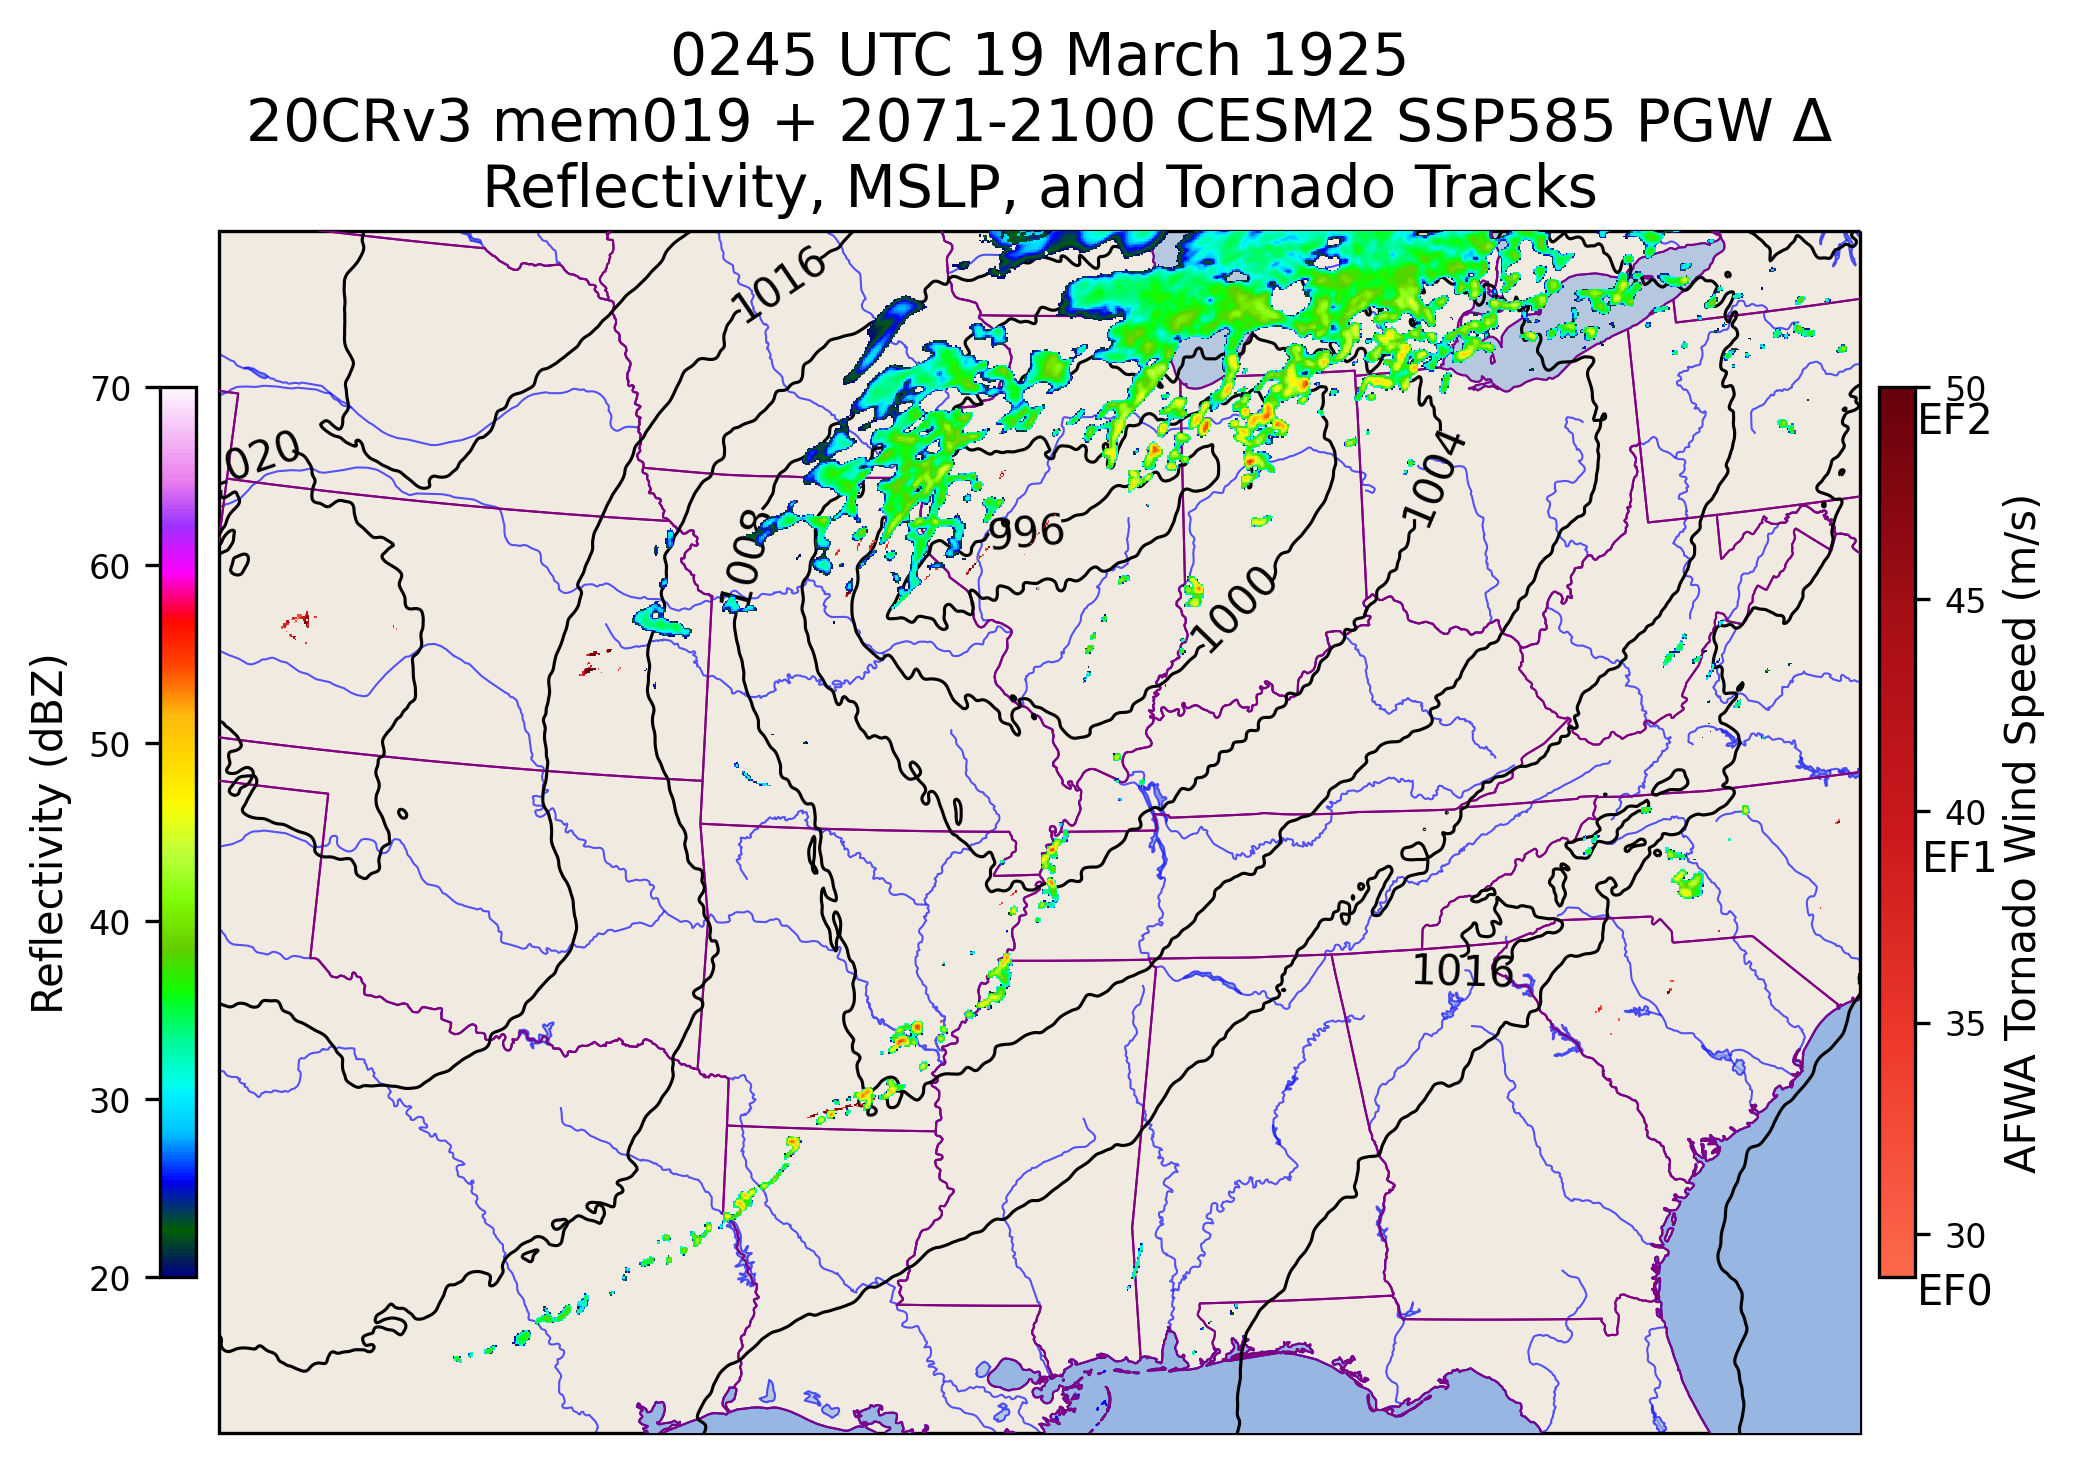 0245 UTC 19 March 1925
20CRv3 mem019 + 2071-2100 CESM2 SSP585 PGW Δ
Reflectivity, MSLP, and Tornado Tracks
1016
020
1004
996
1008
1000
1016
70
60
50
40
30
20
Reflectivity (dBZ)
50
EF2
45
40
EF1
35
30
EF0
AFWA Tornado Wind Speed (m/s)